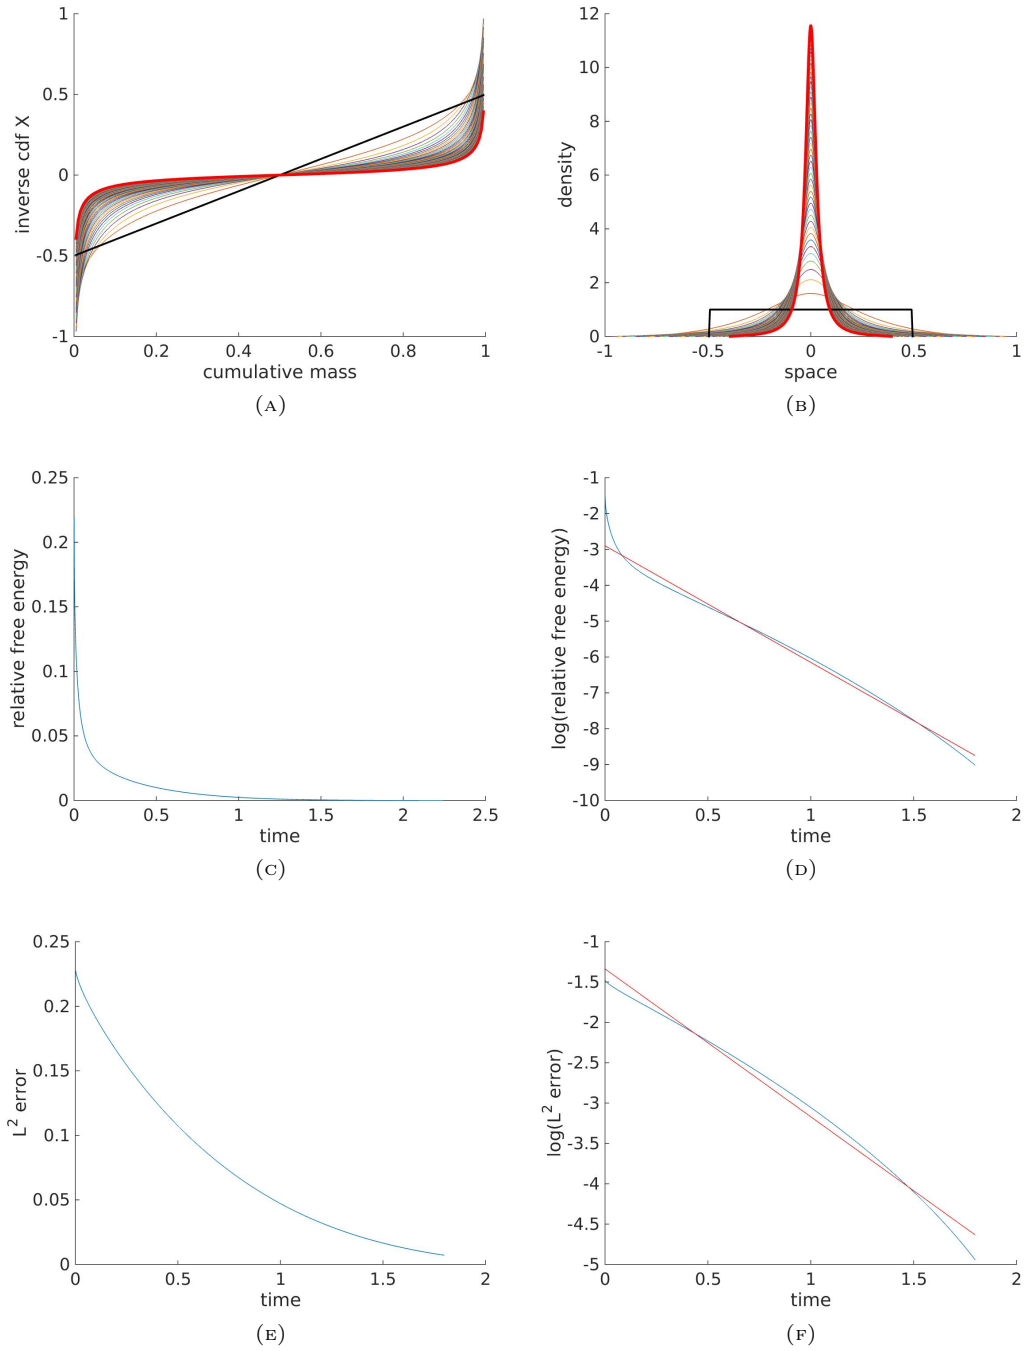 1
0.5
0
-0.5
-1
inverse cdf X
0 0.2 0.4 0.6 0.8 1
cumulative mass
(A)
12
10
8
6
4
2
0
density
-1 -0.5 0 0.5 1
space
(B)
0.25
0.2
0.15
0.1
0.05
0
relative free energy
0 0.5 1 1.5 2 2.5
time
(C)
-1
-2
-3
-4
-5
-6
-7
-8
-9
-10
log(relative free energy)
0.5 1 1.5 2
time
(D)
0.25
0.2
0.15
0.1
0.05
0
L² error
0 0.5 1 1.5 2
time
(E)
-1
-1.5
-2
-2.5
-3
-3.5
-4
-4.5
-5
log(L² error)
0 0.5 1 1.5 2
time
(F)